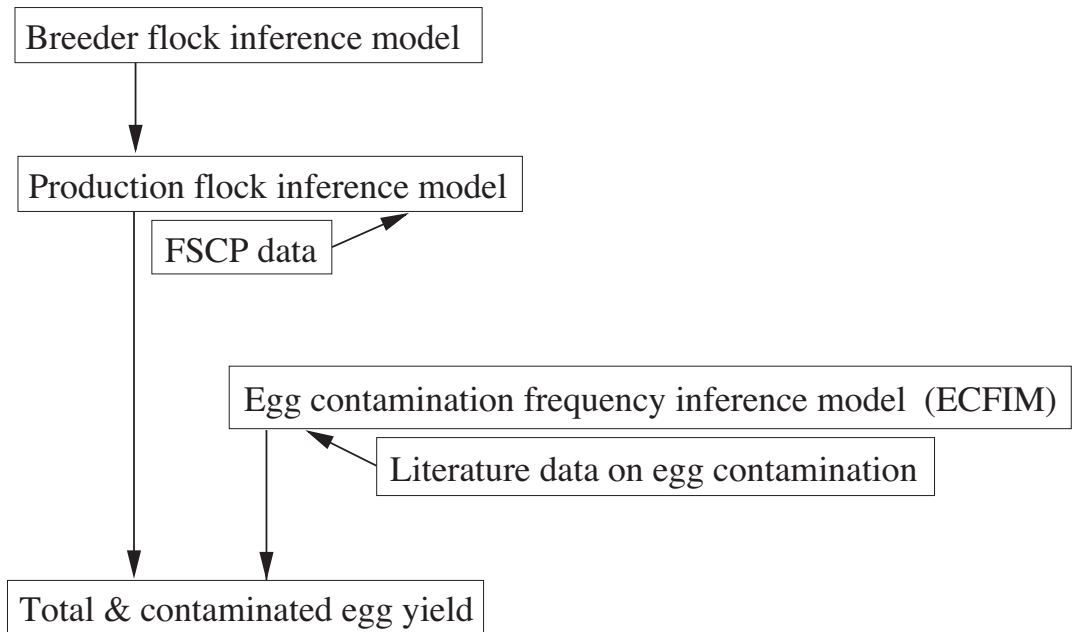 Breeder flock inference model
Production flock inference model
FSCP data
Egg contamination frequency inference model (ECFIM)
Literature data on egg contamination
Total & contaminated egg yield